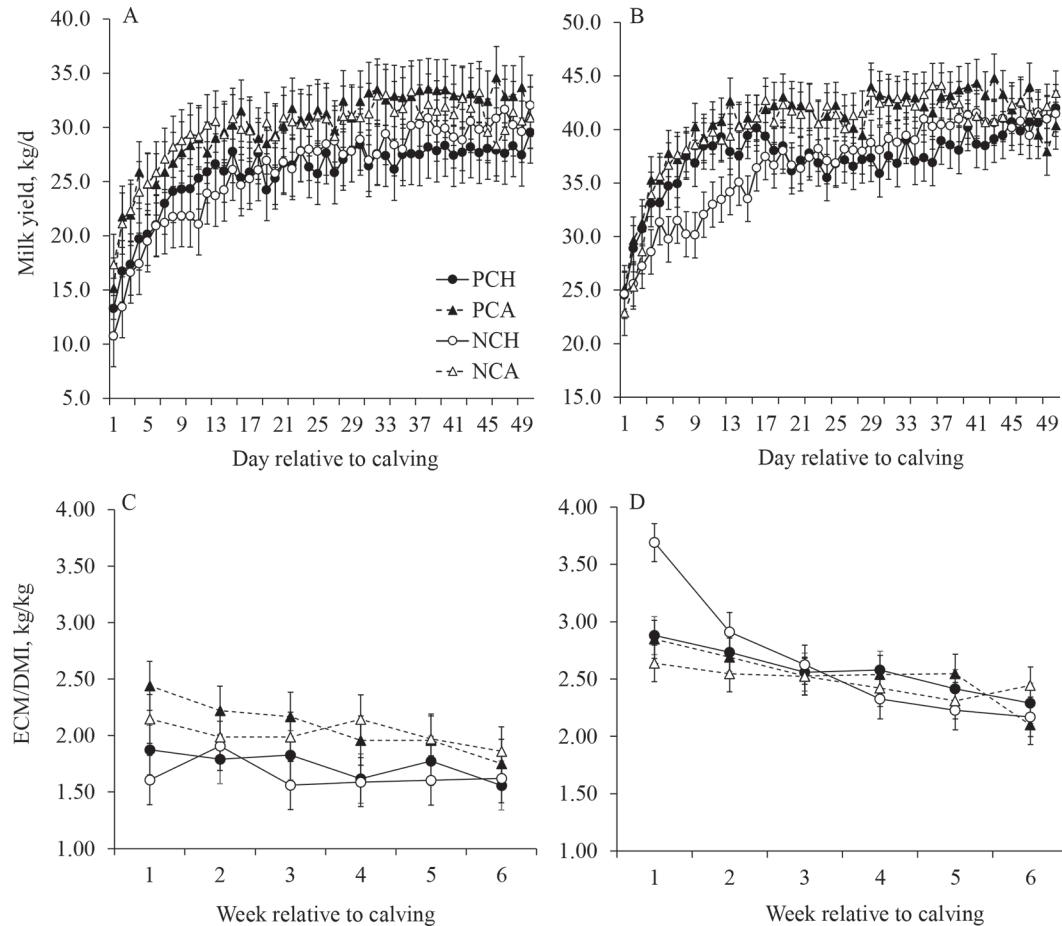 A
40.0
35.0
30.0
25.0
20.0
15.0
10.0
5.0
Milk yield, kg/d
PCH
PCA
NCH
NCA
1 5 9 13 17 21 25 29 33 37 41 45 49
Day relative to calving
B
50.0
45.0
40.0
35.0
30.0
25.0
20.0
15.0
1 5 9 13 17 21 25 29 33 37 41 45 49
Day relative to calving
C
4.00
3.50
3.00
2.50
2.00
1.50
1.00
ECM/DMI, kg/kg
1 2 3 4 5 6
Week relative to calving
D
4.00
3.50
3.00
2.50
2.00
1.50
1.00
1 2 3 4 5 6
Week relative to calving